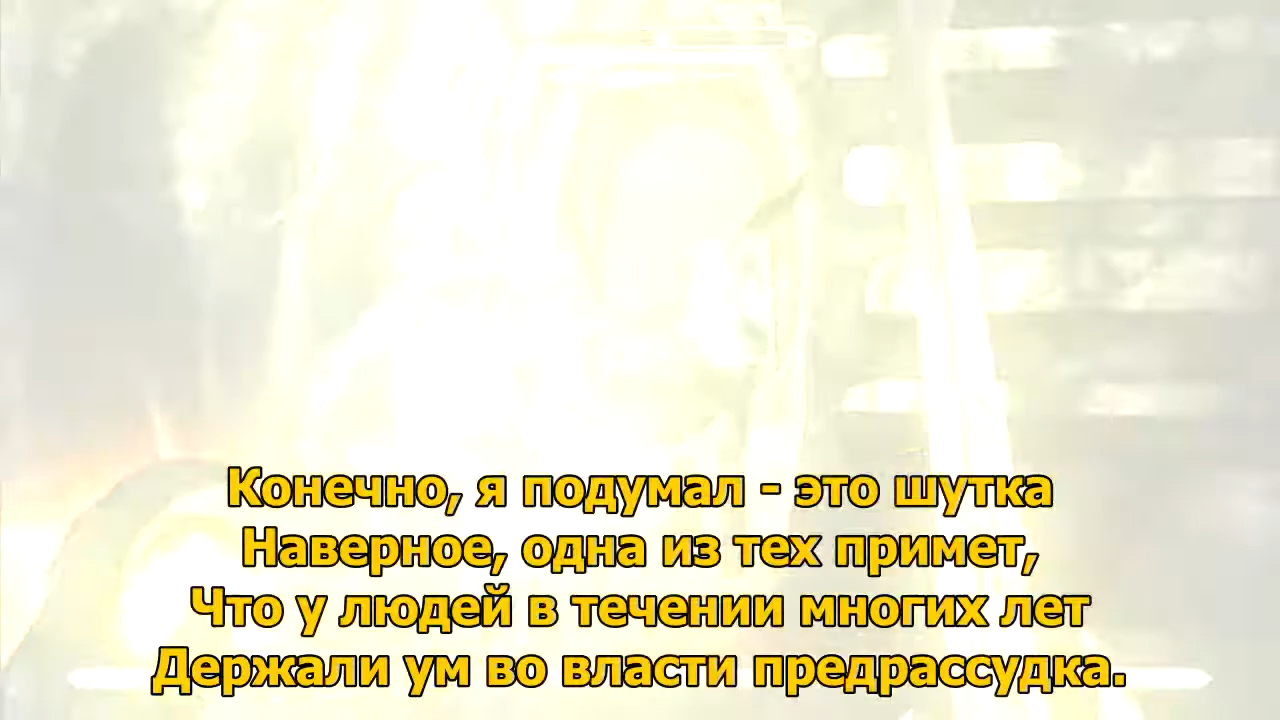 Конечно, я подумал - это шутка
Наверное, одна из тех примет,
Что у людей в течении многих лет
Держали ум во власти предрассудка.